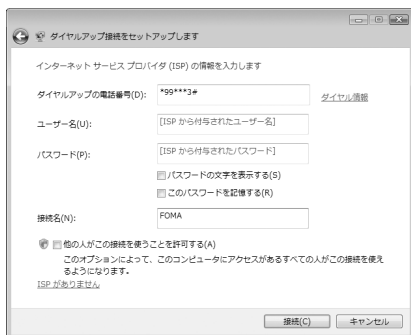 ダイヤルアップ接続をセットアップします
インターネット サービス プロバイダ (ISP) の情報を入力します
ダイヤルアップの電話番号(D): *99***3# ダイヤル情報
ユーザー名(U): [ISP から付与されたユーザー名]
パスワード(P): [ISP から付与されたパスワード]
パスワードの文字を表示する(S)
このパスワードを記憶する(R)
接続名(N): FOMA
他の人がこの接続を使うことを許可する(A)
このオプションによって、このコンピュータにアクセスがあるすべての人がこの接続を使え
るようになります。
ISP がありません
接続(C) キャンセル